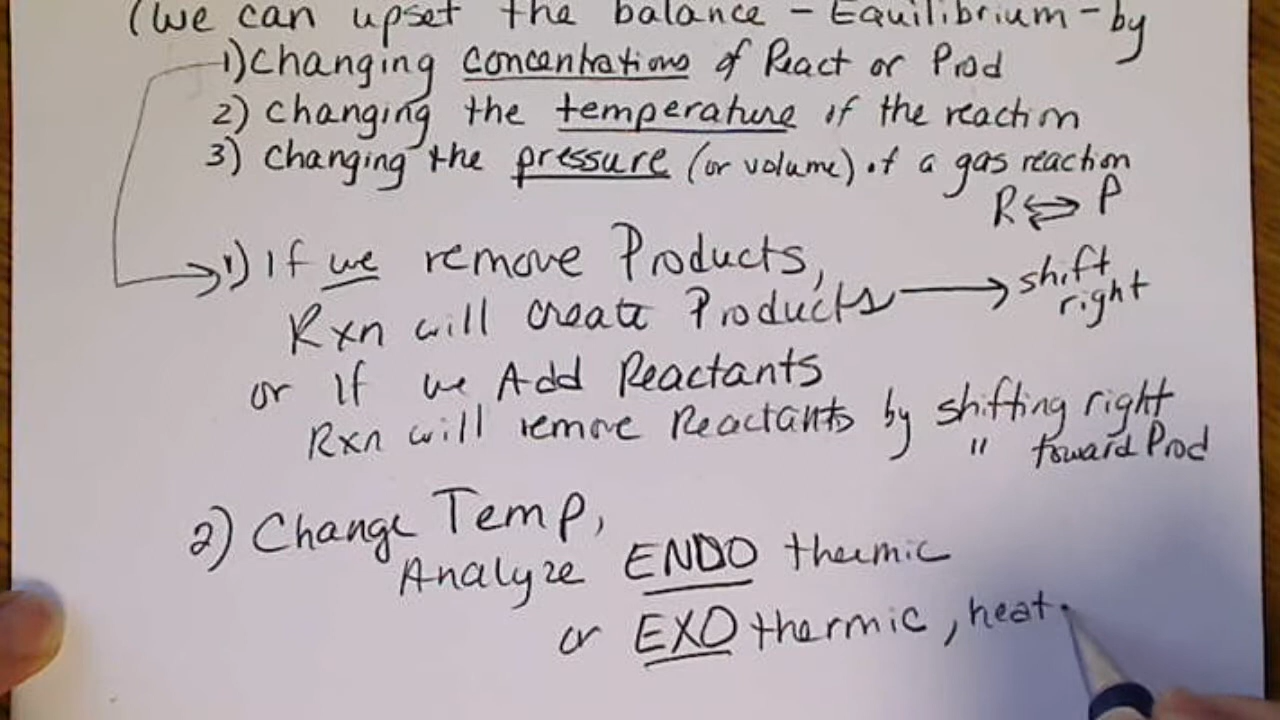 (We can upset the balance - Equilibrium - by
1) Changing concentrations of React or Prod
2) Changing the temperature of the reaction
3) Changing the pressure (or volume) of a gas reaction
R ⇌ P
1) If we remove Products,
Rxn will create Products → shift right
or If we Add Reactants
Rxn will remove Reactants by shifting right
" toward Prod
2) Change Temp,
Analyze ENDO thermic
or EXO thermic, heat